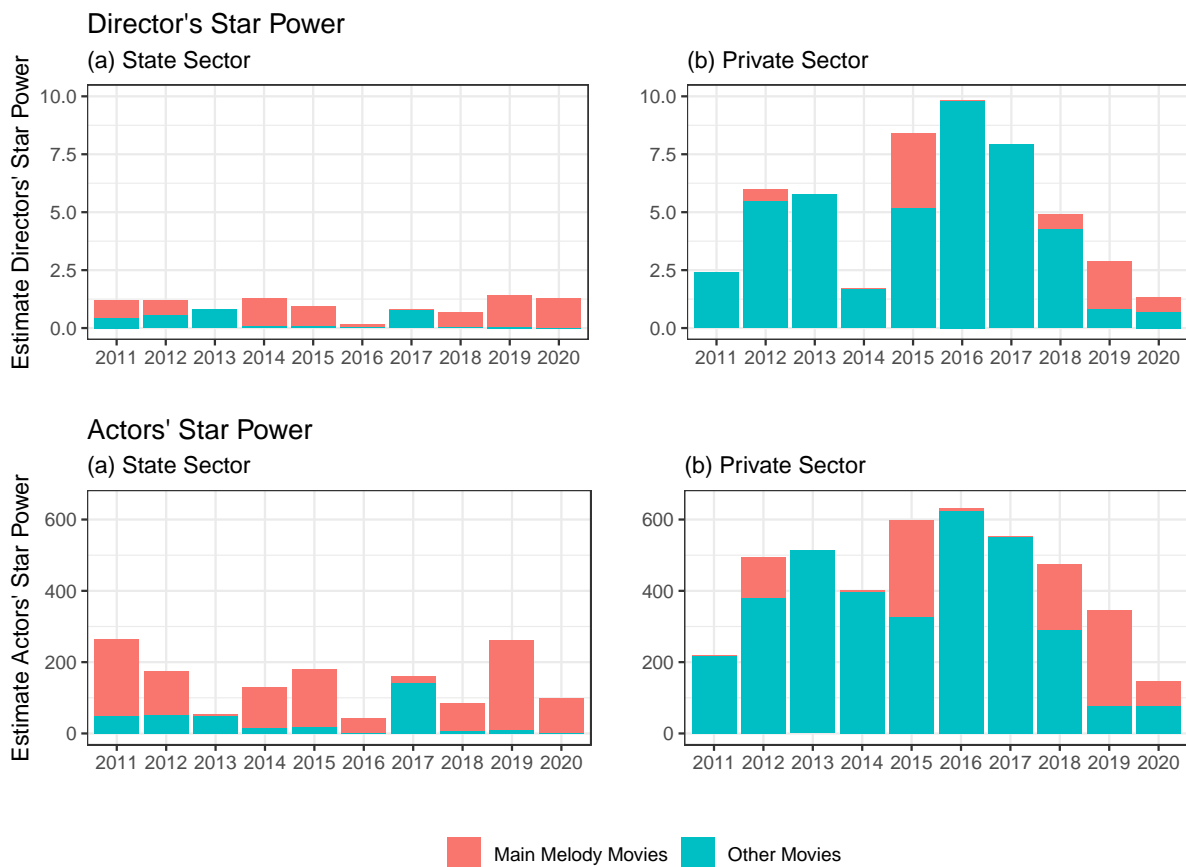 Director's Star Power
(a) State Sector
(b) Private Sector
Estimate Directors' Star Power
10.0
7.5
5.0
2.5
0.0
2011 2012 2013 2014 2015 2016 2017 2018 2019 2020
10.0
7.5
5.0
2.5
0.0
2011 2012 2013 2014 2015 2016 2017 2018 2019 2020
Actors' Star Power
(a) State Sector
(b) Private Sector
Estimate Actors' Star Power
600
400
200
0
2011 2012 2013 2014 2015 2016 2017 2018 2019 2020
600
400
200
0
2011 2012 2013 2014 2015 2016 2017 2018 2019 2020
Main Melody Movies Other Movies